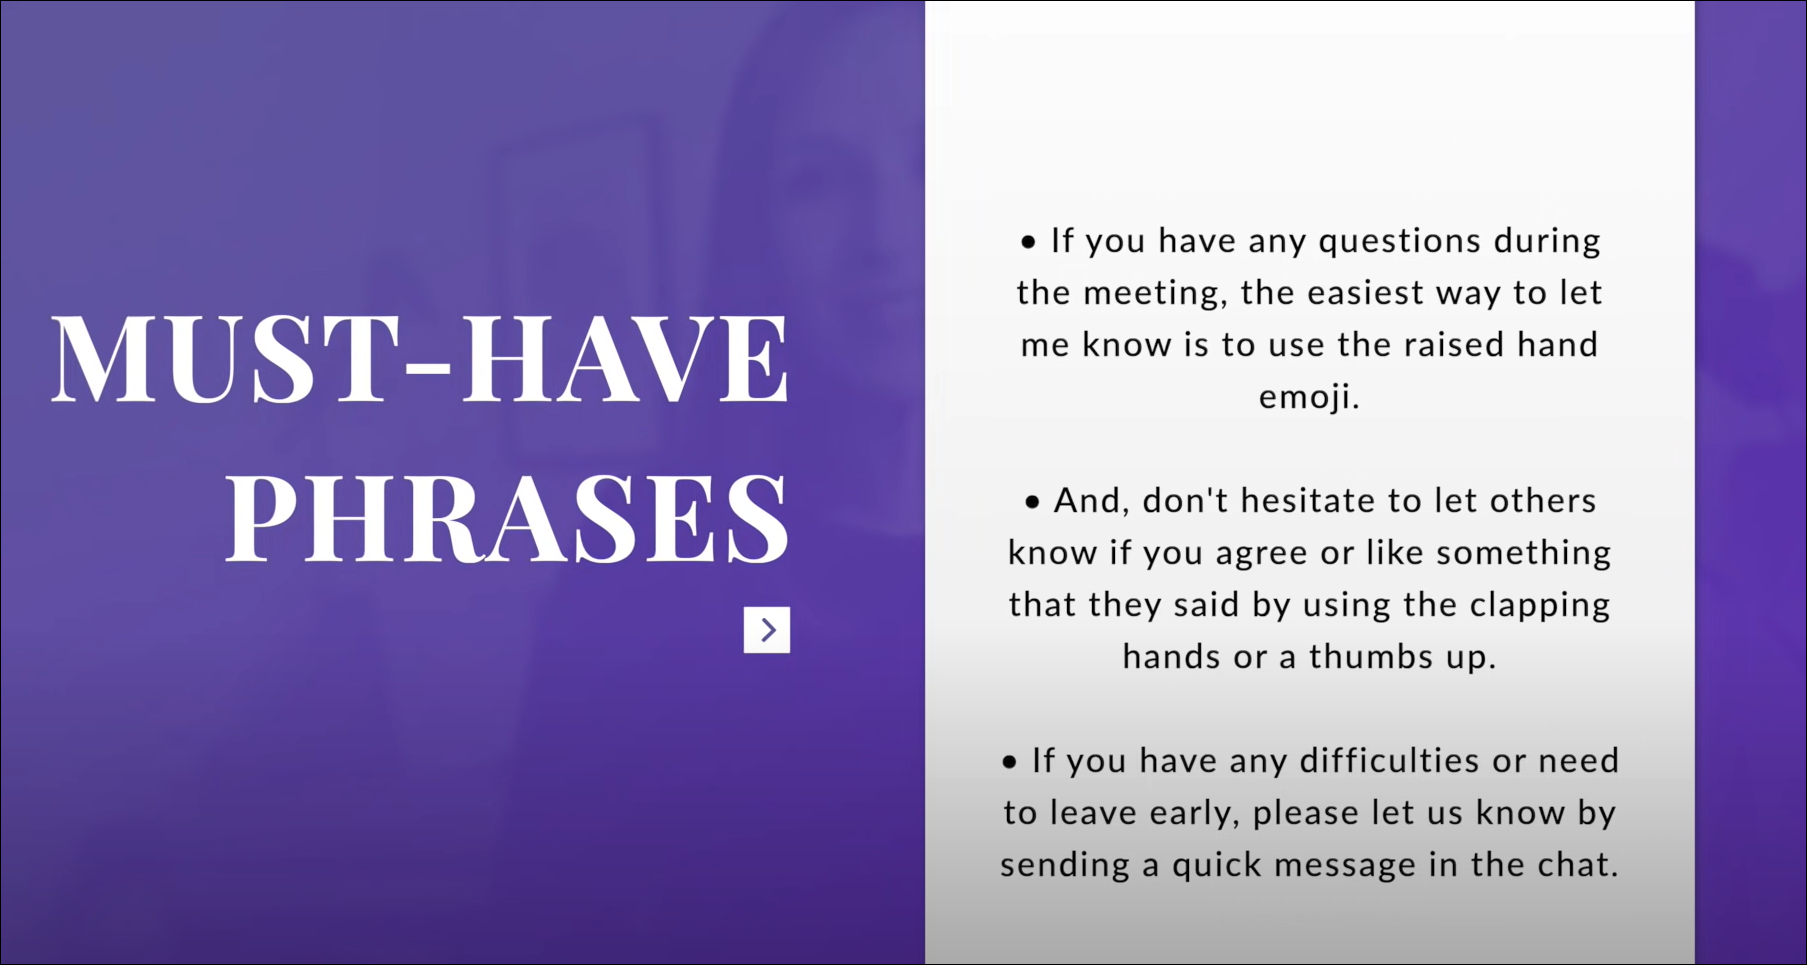 MUST-HAVE
PHRASES
• If you have any questions during
the meeting, the easiest way to let
me know is to use the raised hand
emoji.
• And, don't hesitate to let others
know if you agree or like something
that they said by using the clapping
hands or a thumbs up.
• If you have any difficulties or need
to leave early, please let us know by
sending a quick message in the chat.